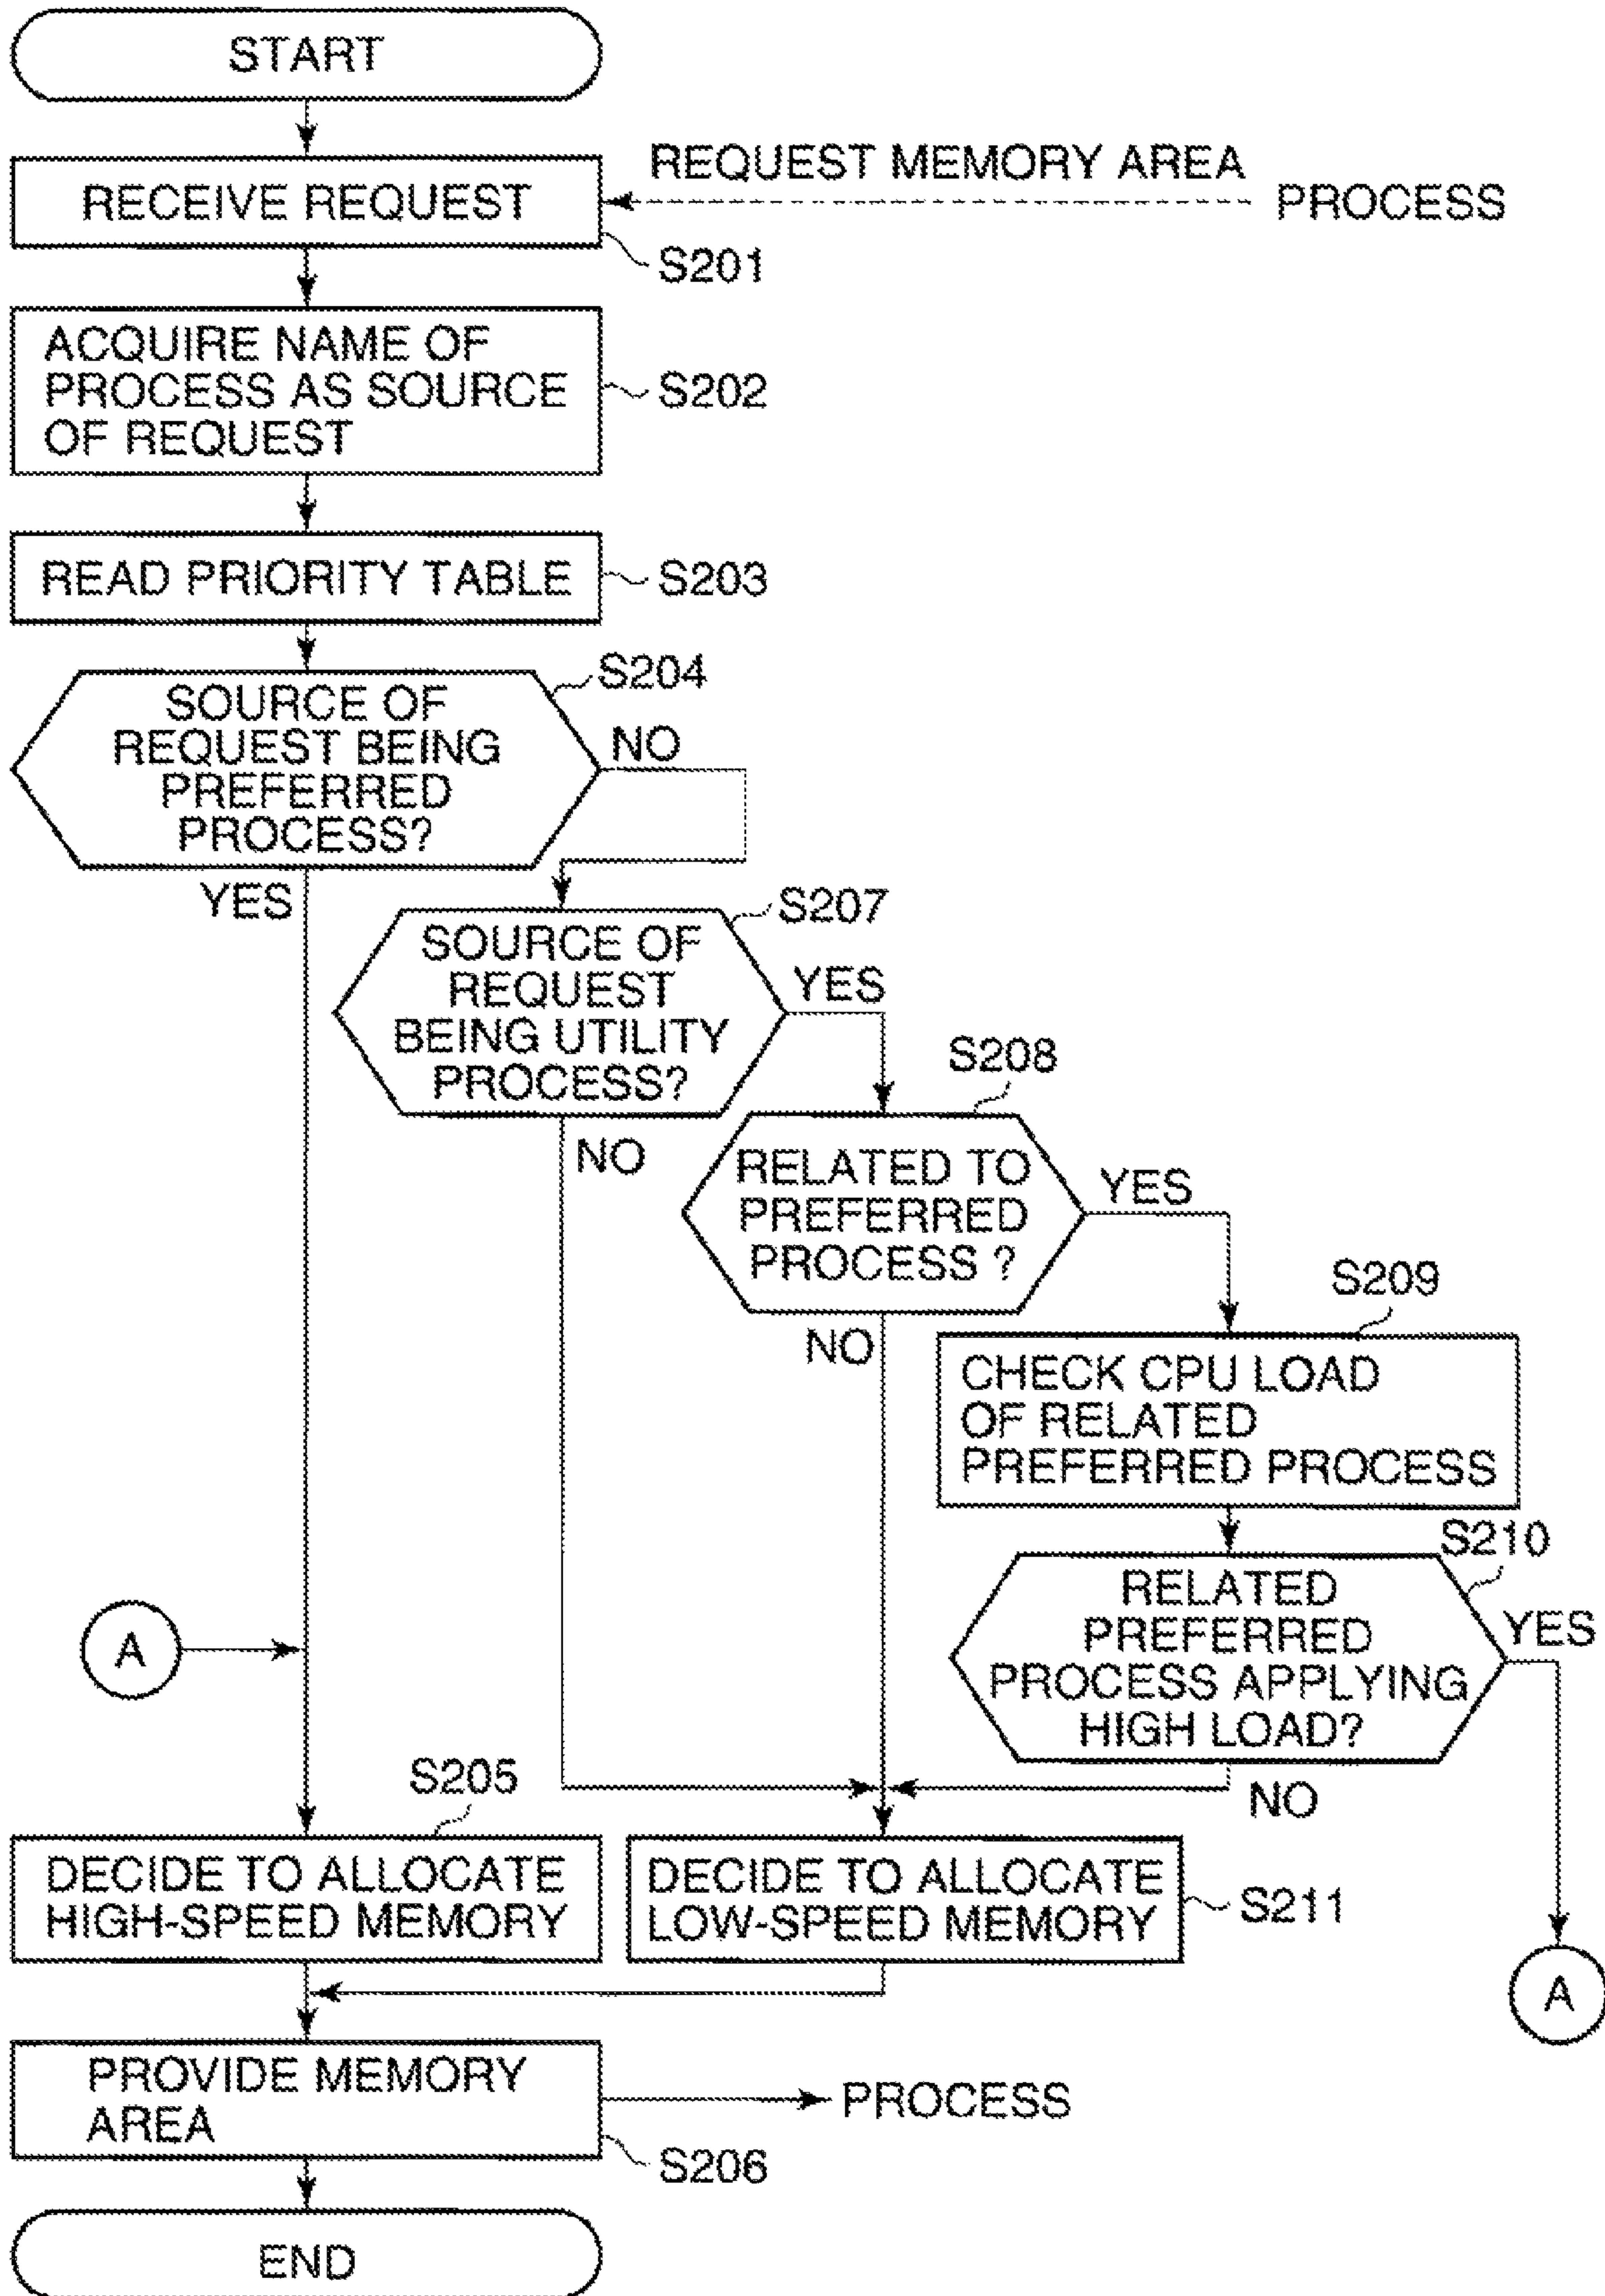 START
REQUEST MEMORY AREA
RECEIVE REQUEST
PROCESS
S201
ACQUIRE NAME OF
PROCESS AS SOURCE
OF REQUEST
S202
READ PRIORITY TABLE
S203
S204
SOURCE OF
REQUEST BEING
PREFERRED
PROCESS?
NO
YES
S207
SOURCE OF
REQUEST
BEING UTILITY
PROCESS?
YES
NO
S208
RELATED TO
PREFERRED
PROCESS ?
YES
NO
S209
CHECK CPU LOAD
OF RELATED
PREFERRED PROCESS
S210
RELATED
PREFERRED
PROCESS APPLYING
HIGH LOAD?
YES
NO
A
S205
DECIDE TO ALLOCATE
HIGH-SPEED MEMORY
DECIDE TO ALLOCATE
LOW-SPEED MEMORY
S211
A
PROVIDE MEMORY
AREA
PROCESS
S206
END